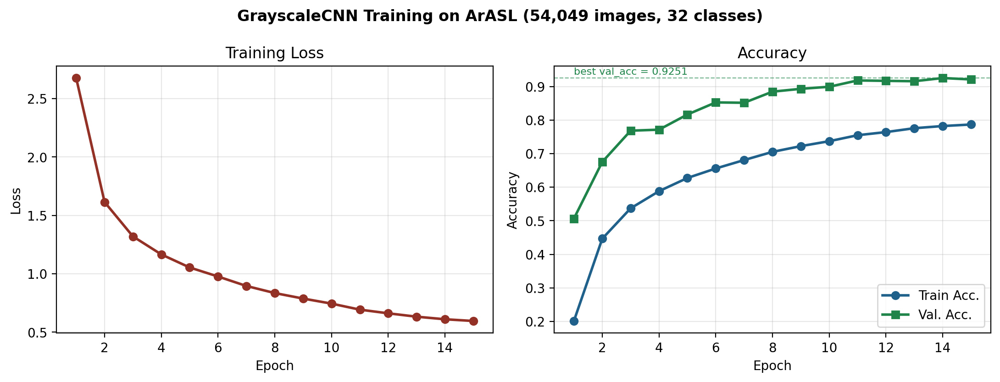 GrayscaleCNN Training on ArASL (54,049 images, 32 classes)
Training Loss
Loss
2.5
2.0
1.5
1.0
0.5
2 4 6 8 10 12 14
Epoch
Accuracy
best val_acc = 0.9251
Accuracy
0.9
0.8
0.7
0.6
0.5
0.4
0.3
0.2
Train Acc.
Val. Acc.
2 4 6 8 10 12 14
Epoch